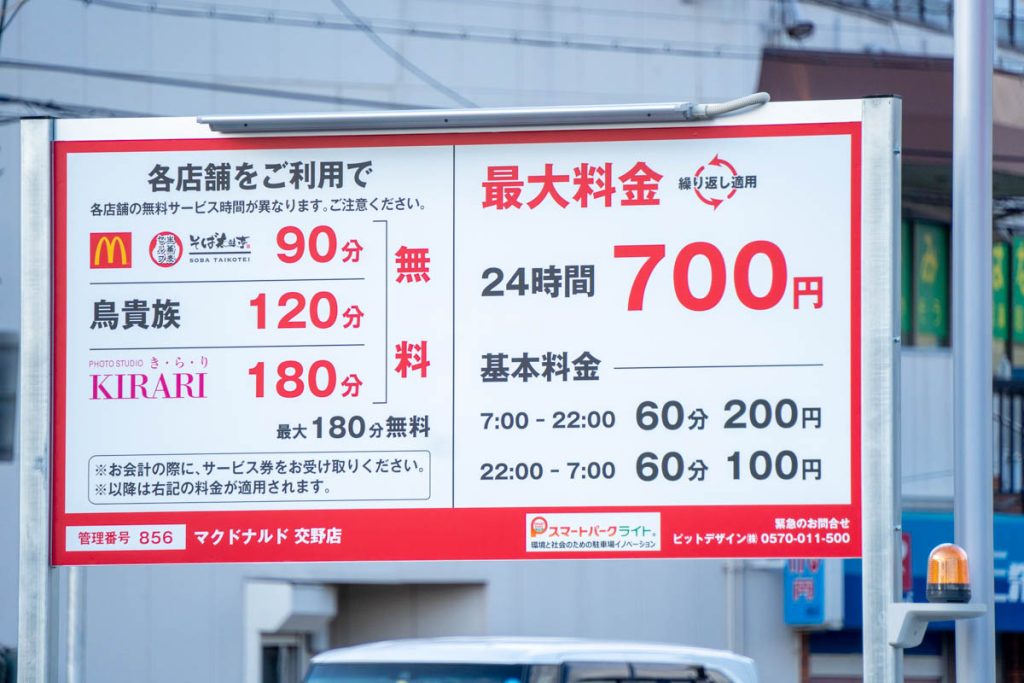 各店舗をご利用で
各店舗の無料サービス時間が異なります。ご注意ください。
SOBA TAIKOTEI
90分
鳥貴族 120分
PHOTO STUDIO き・ら・り
KIRARI
180分
無料
最大180分無料
※お会計の際に、サービス券をお受け取りください。
※以降は右記の料金が適用されます。
最大料金 繰り返し適用
24時間 700円
基本料金
7:00 - 22:00 60分 200円
22:00 - 7:00 60分 100円
管理番号 856 マクドナルド 交野店
スマートパークライト。
環境と社会のための駐車場イノベーション
緊急のお問合せ
ピットデザイン㈱ 0570-011-500